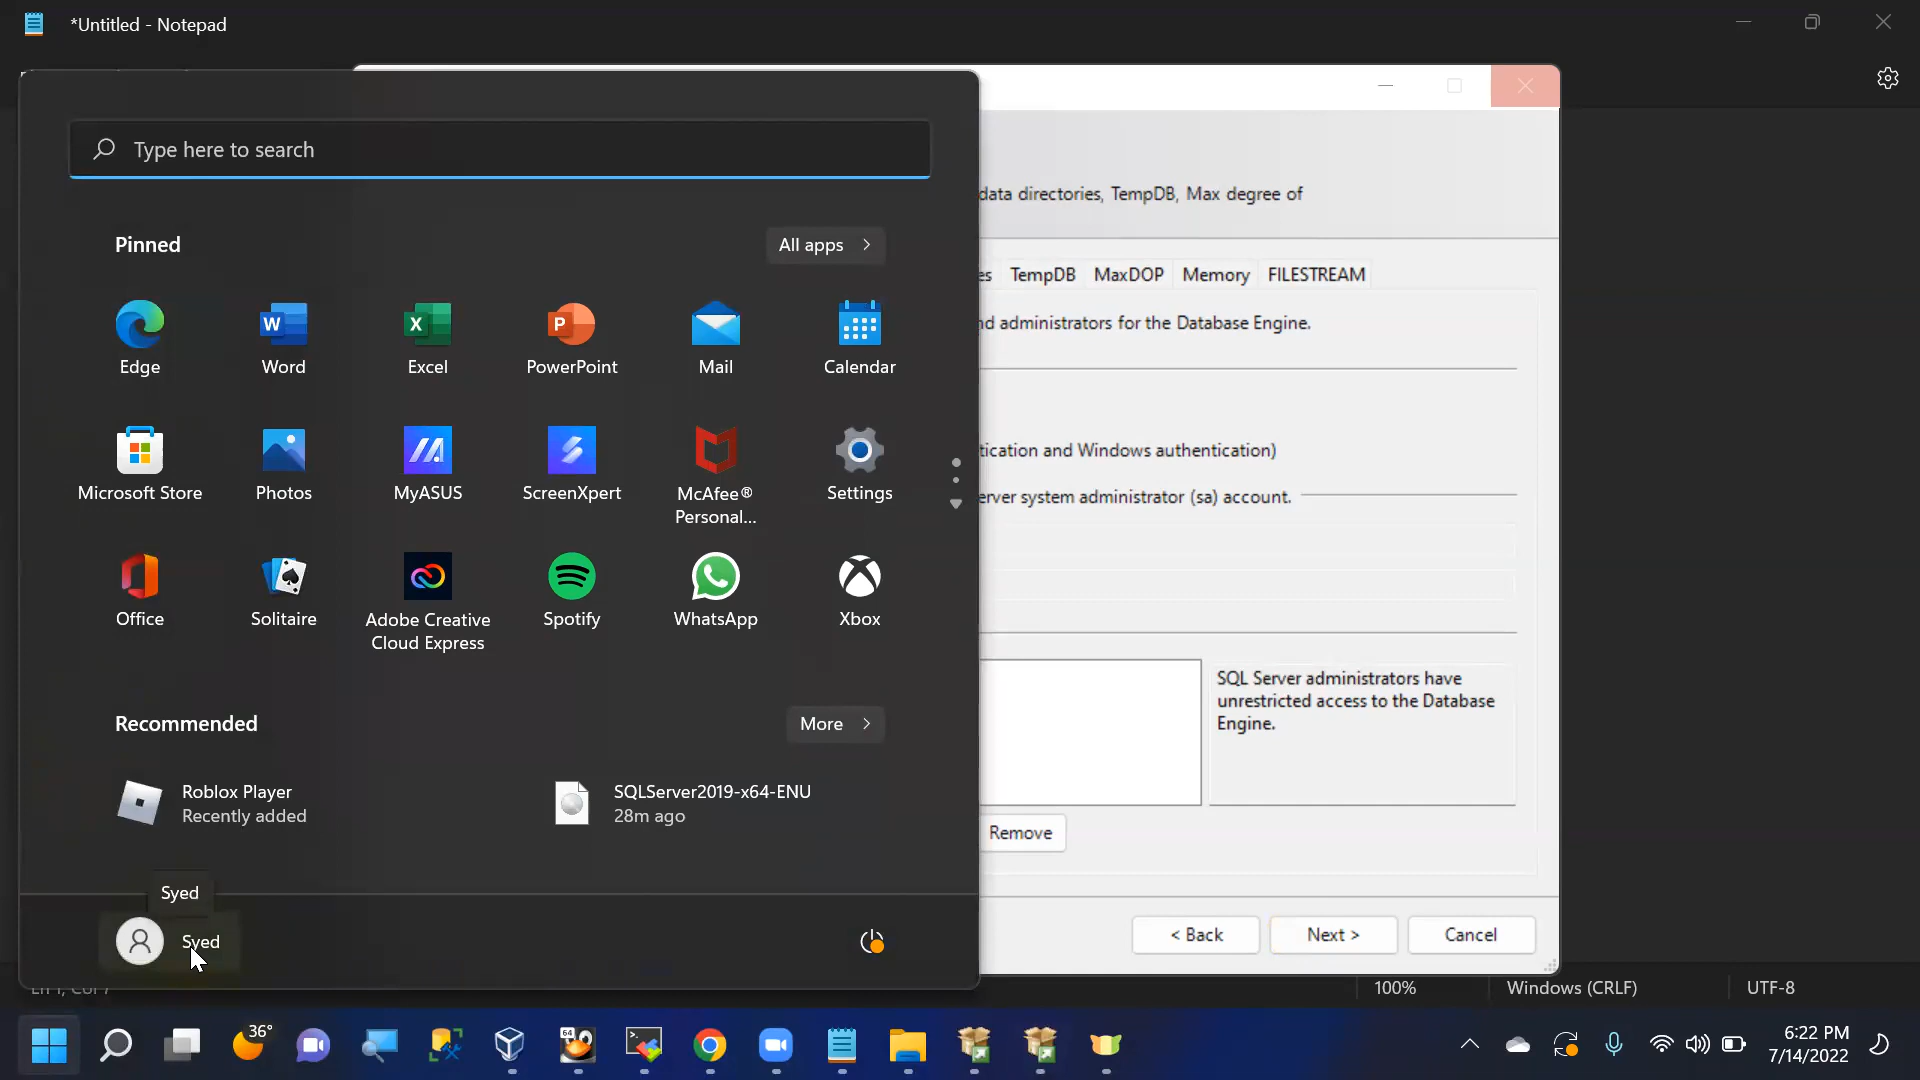 *Untitled - Notepad
Type here to search
Pinned
All apps
Edge
Word
Excel
PowerPoint
Mail
Calendar
Microsoft Store
Photos
MyASUS
ScreenXpert
McAfee®
Personal...
Settings
Office
Solitaire
Adobe Creative
Cloud Express
Spotify
WhatsApp
Xbox
Recommended
More
Roblox Player
Recently added
SQLServer2019-x64-ENU
28m ago
Syed
Syed
data directories, TempDB, Max degree of
es
TempDB
MaxDOP
Memory
FILESTREAM
nd administrators for the Database Engine.
tication and Windows authentication)
erver system administrator (sa) account.
SQL Server administrators have
unrestricted access to the Database
Engine.
Remove
< Back
Next >
Cancel
100%
Windows (CRLF)
UTF-8
36°
64
6:22 PM
7/14/2022